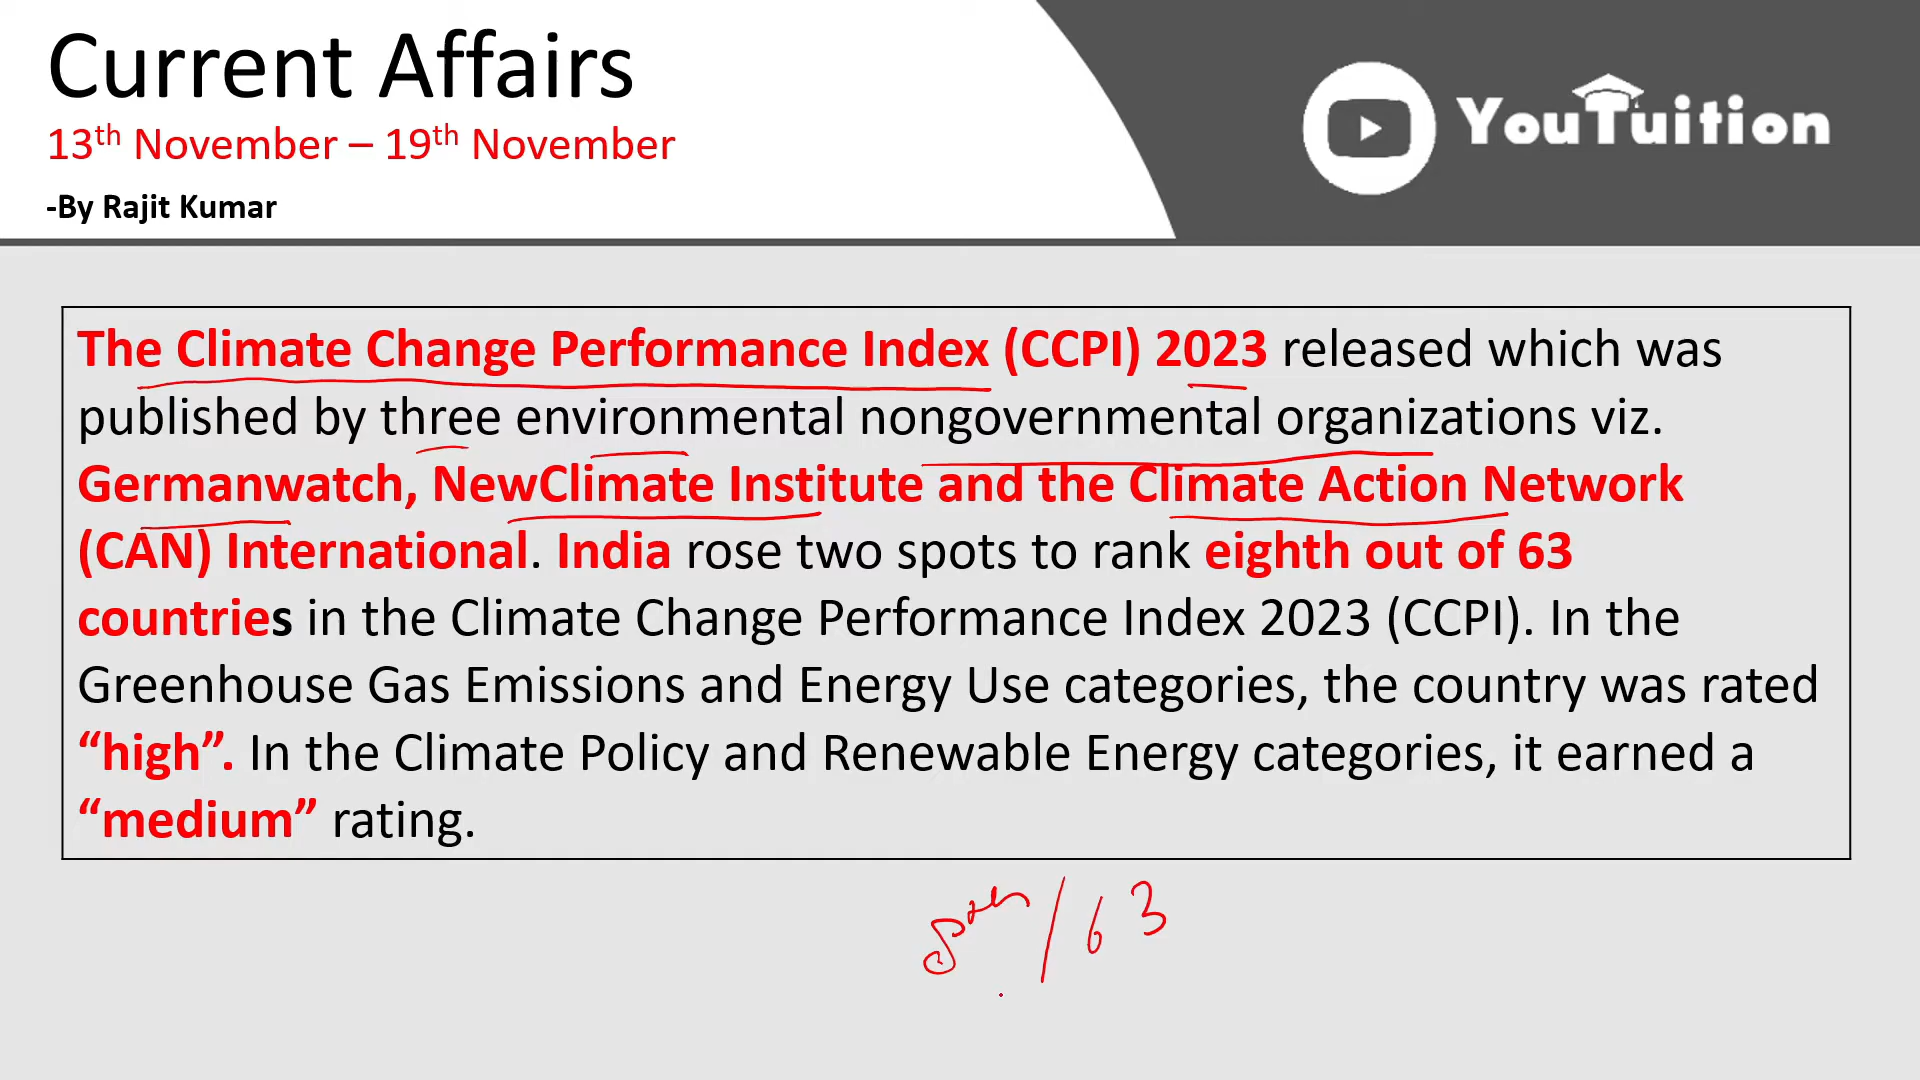 Current Affairs
13th November – 19th November
-By Rajit Kumar
YouTuition
The Climate Change Performance Index (CCPI) 2023 released which was
published by three environmental nongovernmental organizations viz.
Germanwatch, NewClimate Institute and the Climate Action Network
(CAN) International. India rose two spots to rank eighth out of 63
countries in the Climate Change Performance Index 2023 (CCPI). In the
Greenhouse Gas Emissions and Energy Use categories, the country was rated
“high”. In the Climate Policy and Renewable Energy categories, it earned a
“medium” rating.
8th/63